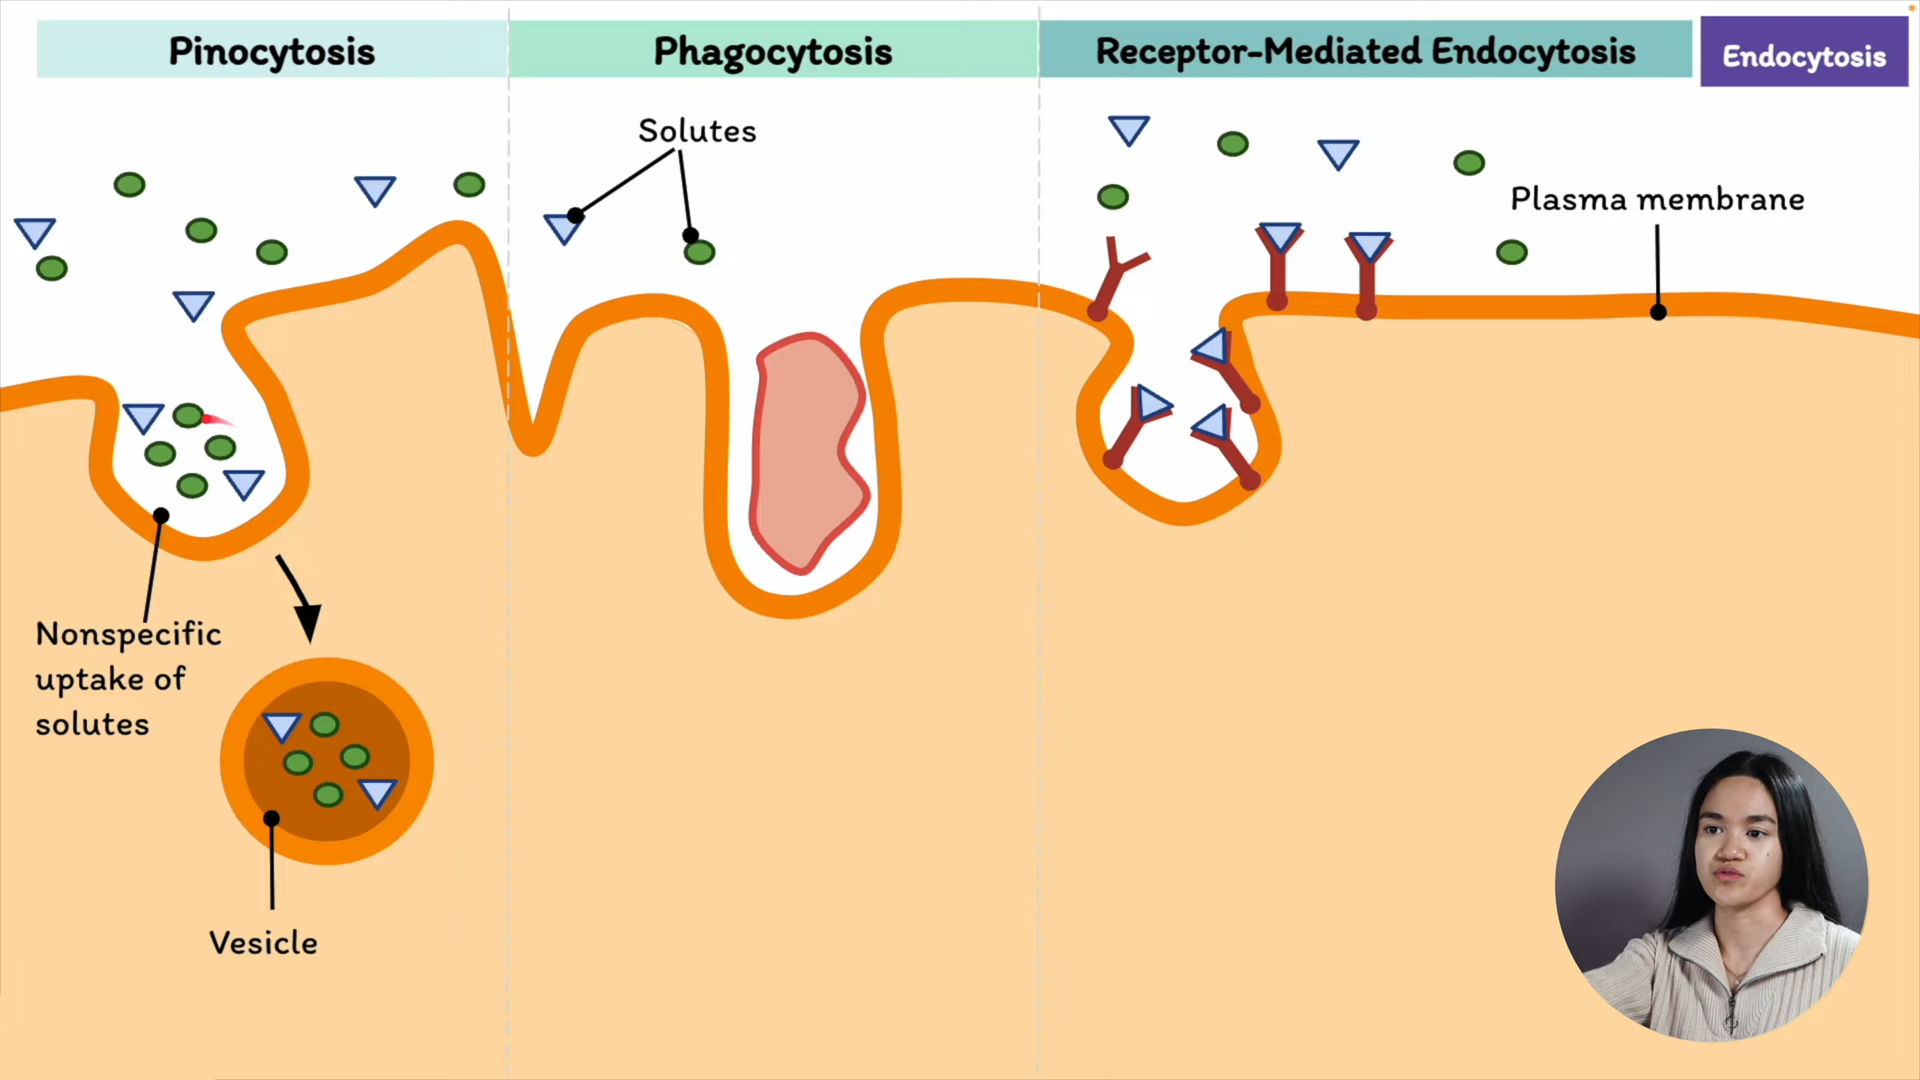 Pinocytosis
Phagocytosis
Receptor-Mediated Endocytosis
Endocytosis
Solutes
Plasma membrane
Nonspecific
uptake of
solutes
Vesicle